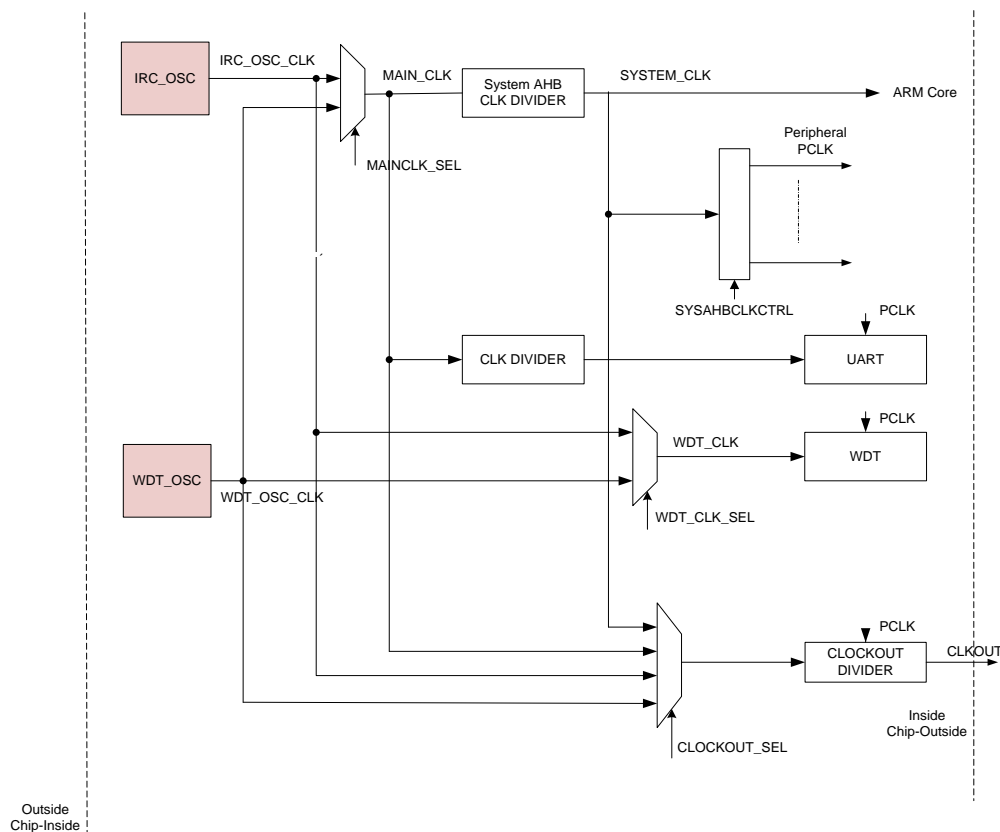 IRC_OSC
IRC_OSC_CLK
MAIN_CLK
System AHB
CLK DIVIDER
SYSTEM_CLK
ARM Core
MAINCLK_SEL
Peripheral
PCLK
SYSAHBCLKCTRL
PCLK
CLK DIVIDER
UART
PCLK
WDT_CLK
WDT
WDT_OSC
WDT_OSC_CLK
WDT_CLK_SEL
PCLK
CLOCKOUT
DIVIDER
CLKOUT
CLOCKOUT_SEL
Inside
Chip-Outside
Outside
Chip-Inside